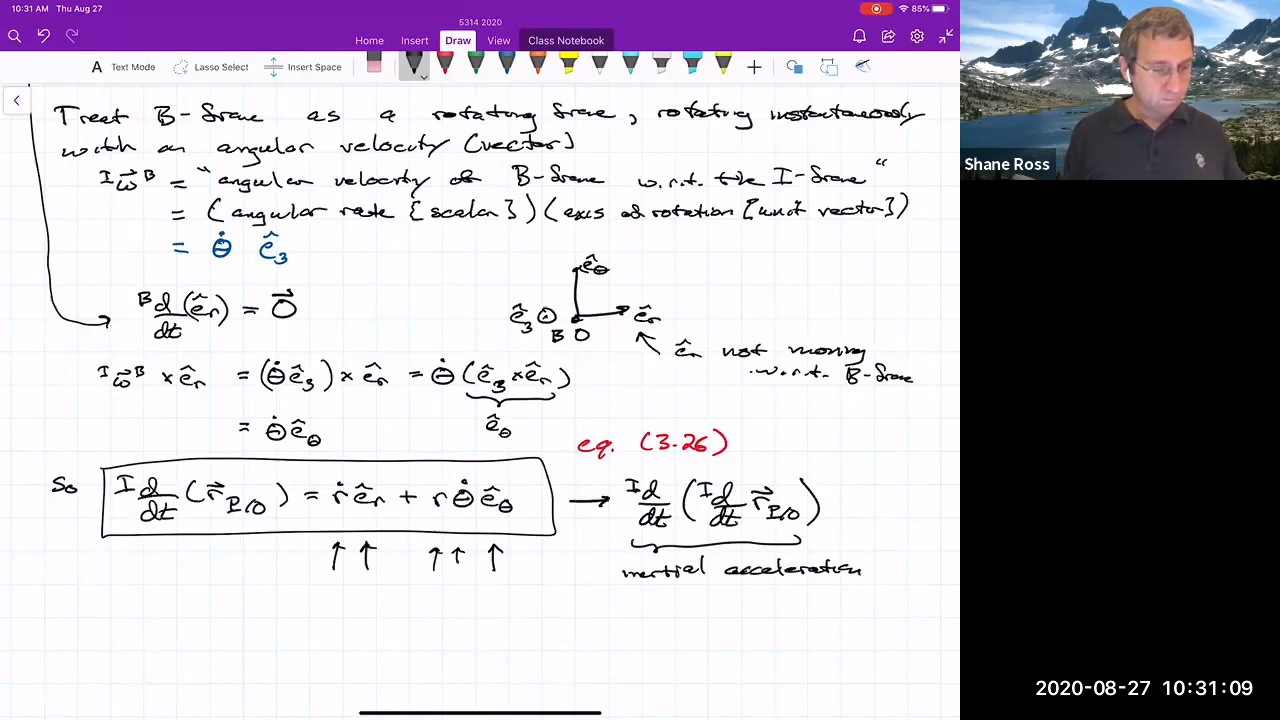 10:31 AM Thu Aug 27
85%
5314 2020
Home Insert Draw View Class Notebook
Text Mode Lasso Select Insert Space
Treat B-frame as a rotating frame, rotating instantaneously
with an angular velocity (vector)
ᴵω⃗ᴮ = "angular velocity of B-frame w.r.t. the I-frame"
= (angular rate {scalar})(axis of rotation {unit vector})
= θ̇ ê₃
ᴮd/dt (êr) = 0⃗
êθ
ê₃ ⊙ êr
B O
êr not moving
w.r.t. B-frame
ᴵω⃗ᴮ × êr = (θ̇ ê₃) × êr = θ̇ (ê₃ × êr)
= θ̇ êθ
êθ
eq. (3.26)
So ᴵd/dt (r⃗B/O) = ṙ êr + r θ̇ êθ → ᴵd/dt (ᴵd/dt r⃗B/O)
↑ ↑ ↑ ↑ ↑
inertial acceleration
Shane Ross
2020-08-27 10:31:09